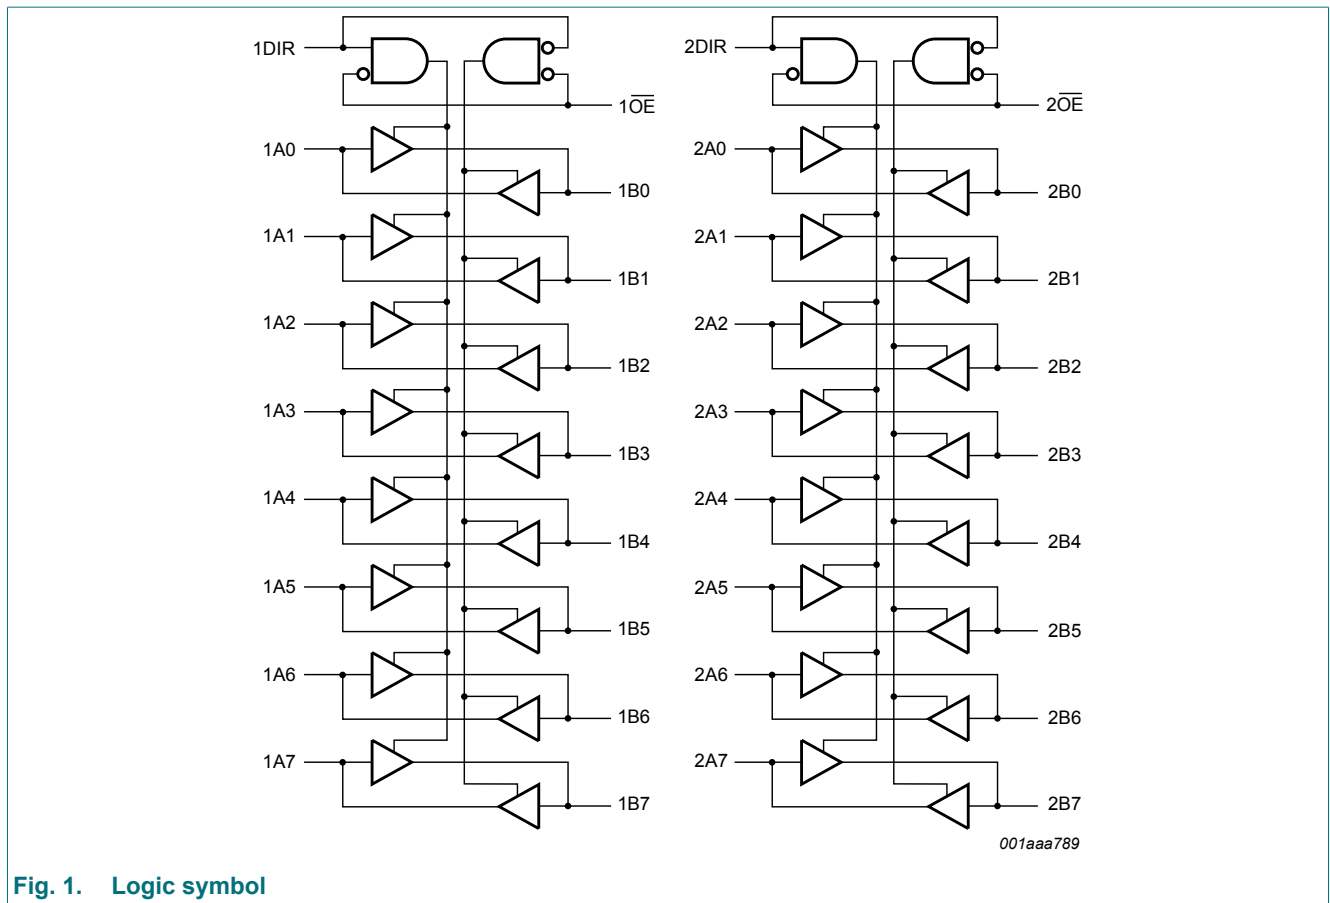 1DIR
2DIR
1O̅E̅
2O̅E̅
1A0
2A0
1B0
2B0
1A1
2A1
1B1
2B1
1A2
2A2
1B2
2B2
1A3
2A3
1B3
2B3
1A4
2A4
1B4
2B4
1A5
2A5
1B5
2B5
1A6
2A6
1B6
2B6
1A7
2A7
1B7
2B7
001aaa789
Fig. 1. Logic symbol